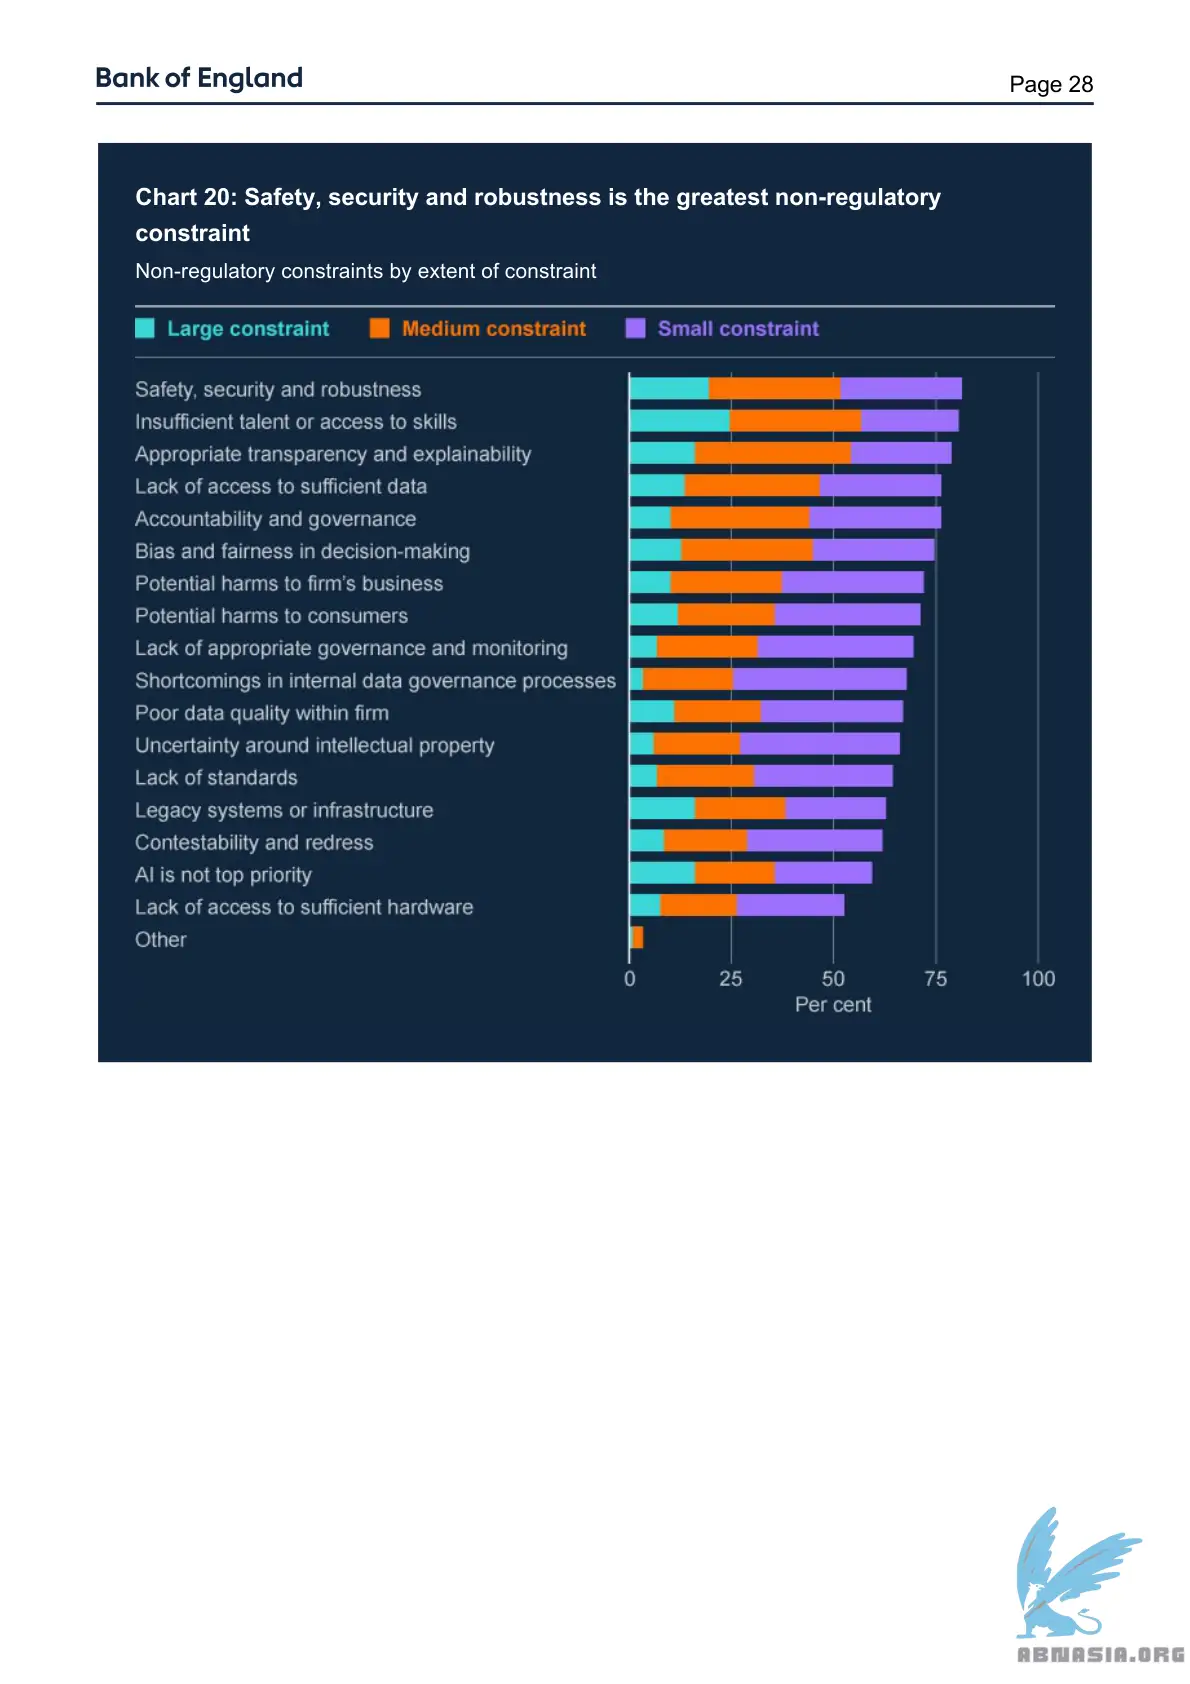 Bank of England
Page 28
Chart 20: Safety, security and robustness is the greatest non-regulatory
constraint
Non-regulatory constraints by extent of constraint
Large constraint Medium constraint Small constraint
Safety, security and robustness
Insufficient talent or access to skills
Appropriate transparency and explainability
Lack of access to sufficient data
Accountability and governance
Bias and fairness in decision-making
Potential harms to firm's business
Potential harms to consumers
Lack of appropriate governance and monitoring
Shortcomings in internal data governance processes
Poor data quality within firm
Uncertainty around intellectual property
Lack of standards
Legacy systems or infrastructure
Contestability and redress
AI is not top priority
Lack of access to sufficient hardware
Other
0 25 50 75 100
Per cent
ABNASIA.ORG